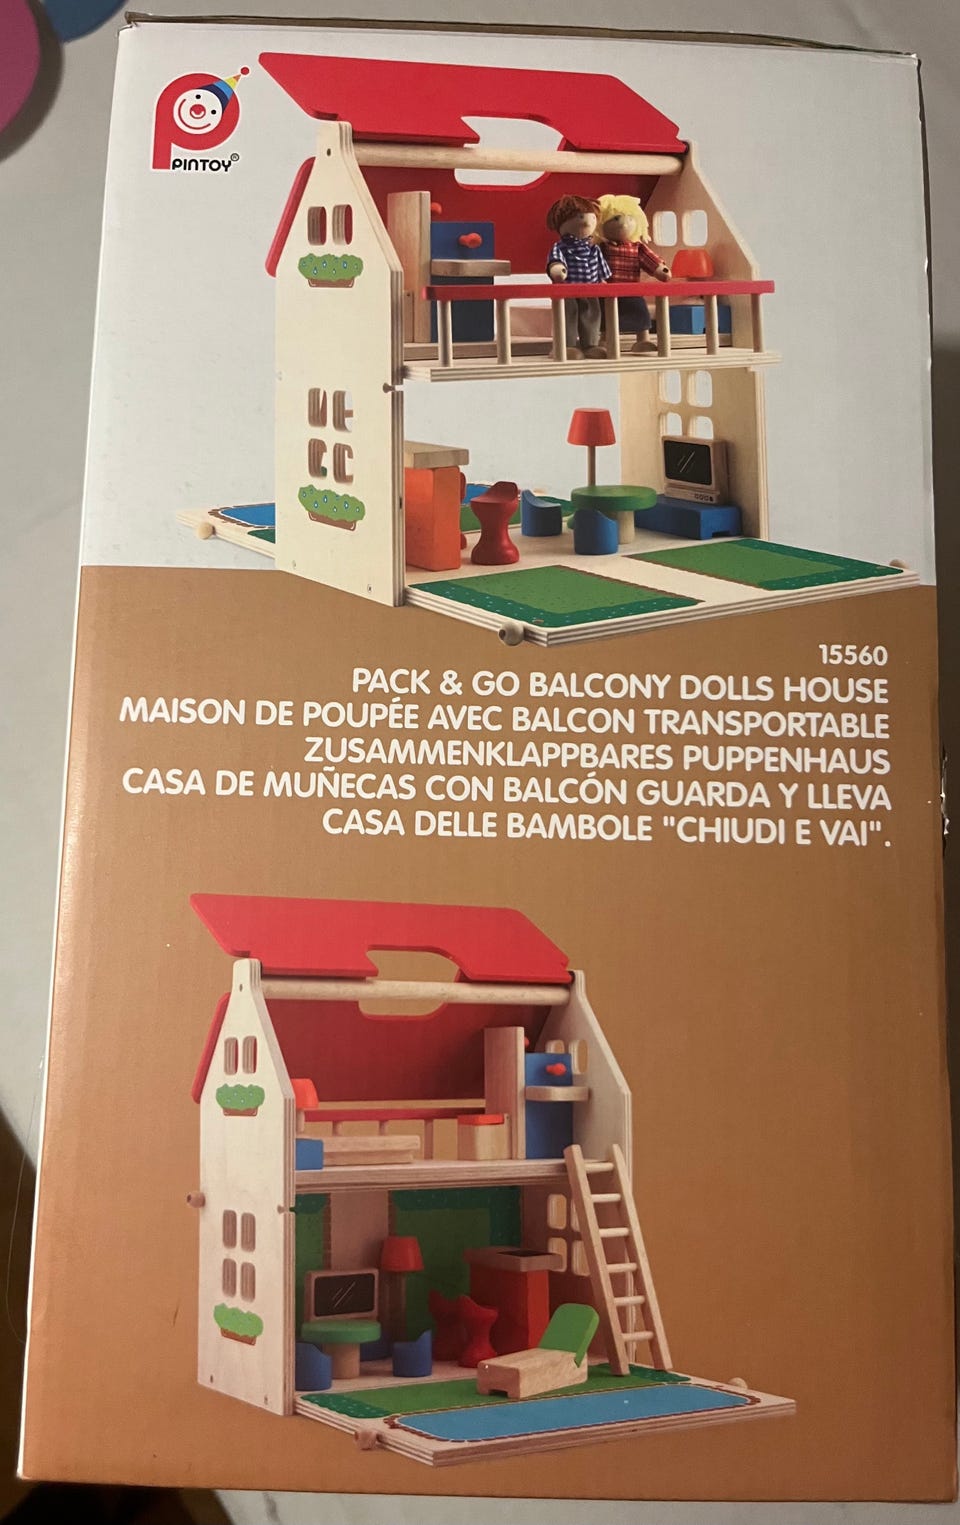 PINTOY®
15560
PACK & GO BALCONY DOLLS HOUSE
MAISON DE POUPÉE AVEC BALCON TRANSPORTABLE
ZUSAMMENKLAPPBARES PUPPENHAUS
CASA DE MUÑECAS CON BALCÓN GUARDA Y LLEVA
CASA DELLE BAMBOLE "CHIUDI E VAI".